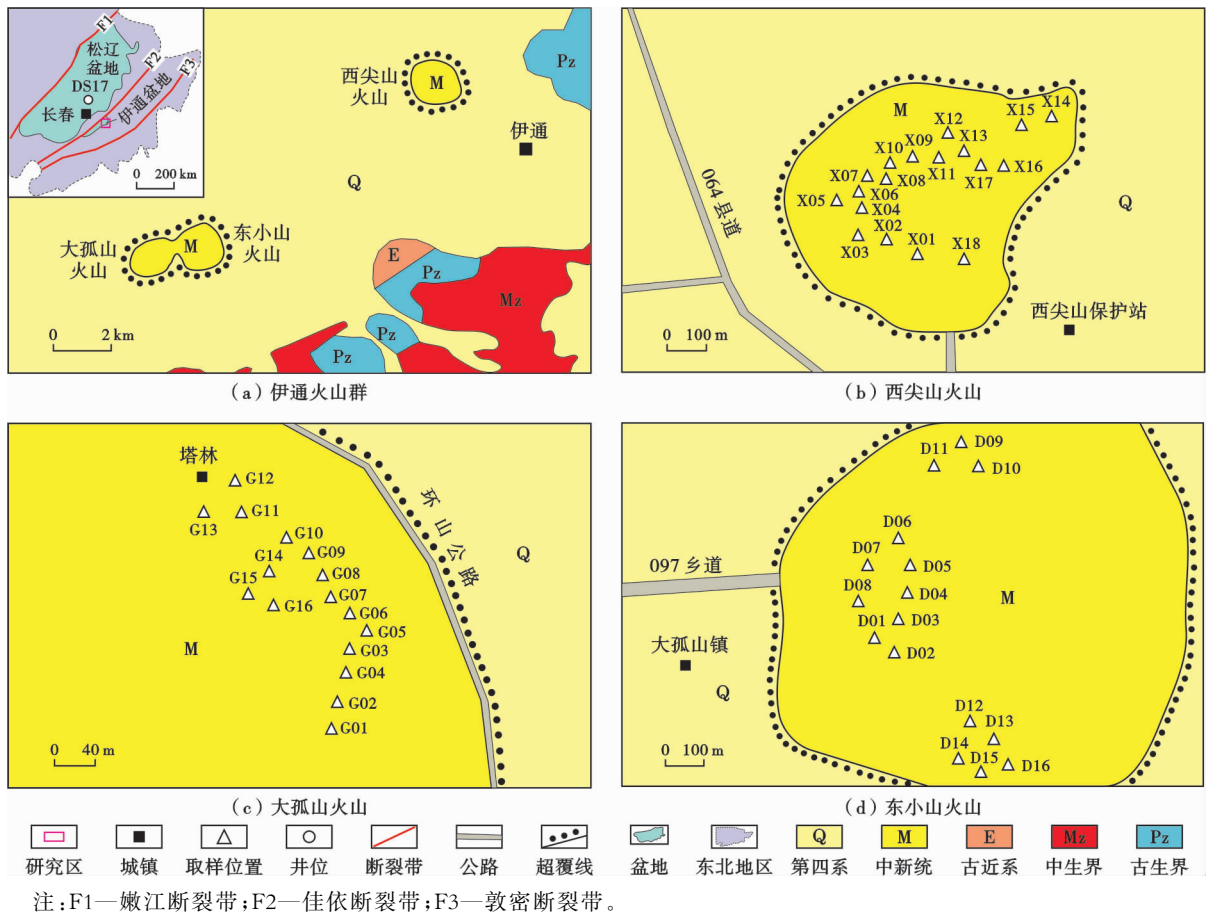 F1
松辽
盆地
F2
F3
DS17
长春
伊通盆地
0 200 km
西尖山
火山
M
Pz
伊通
Q
大孤山
火山
M
东小山
火山
E
Pz
Mz
Pz
Pz
0 2 km
(a) 伊通火山群
M
X12
X15
X14
X09
X13
X10
X11
X17
X16
X07
X08
X05
X06
X04
X02
X03
X01
X18
Q
064县道
西尖山保护站
0 100 m
(b) 西尖山火山
塔林
G12
G13
G11
G10
G09
G14
G08
G15
G16
G07
G06
G05
G03
G04
G02
G01
M
Q
环山公路
0 40 m
(c) 大孤山火山
D11
D09
D10
D06
D07
D05
D08
D04
D01
D03
D02
M
097乡道
大孤山镇
Q
D12
D13
D14
D15
D16
0 100 m
(d) 东小山火山
Q M E Mz Pz
研究区 城镇 取样位置 井位 断裂带 公路 超覆线 盆地 东北地区 第四系 中新统 古近系 中生界 古生界
注:F1—嫩江断裂带;F2—佳依断裂带;F3—敦密断裂带。